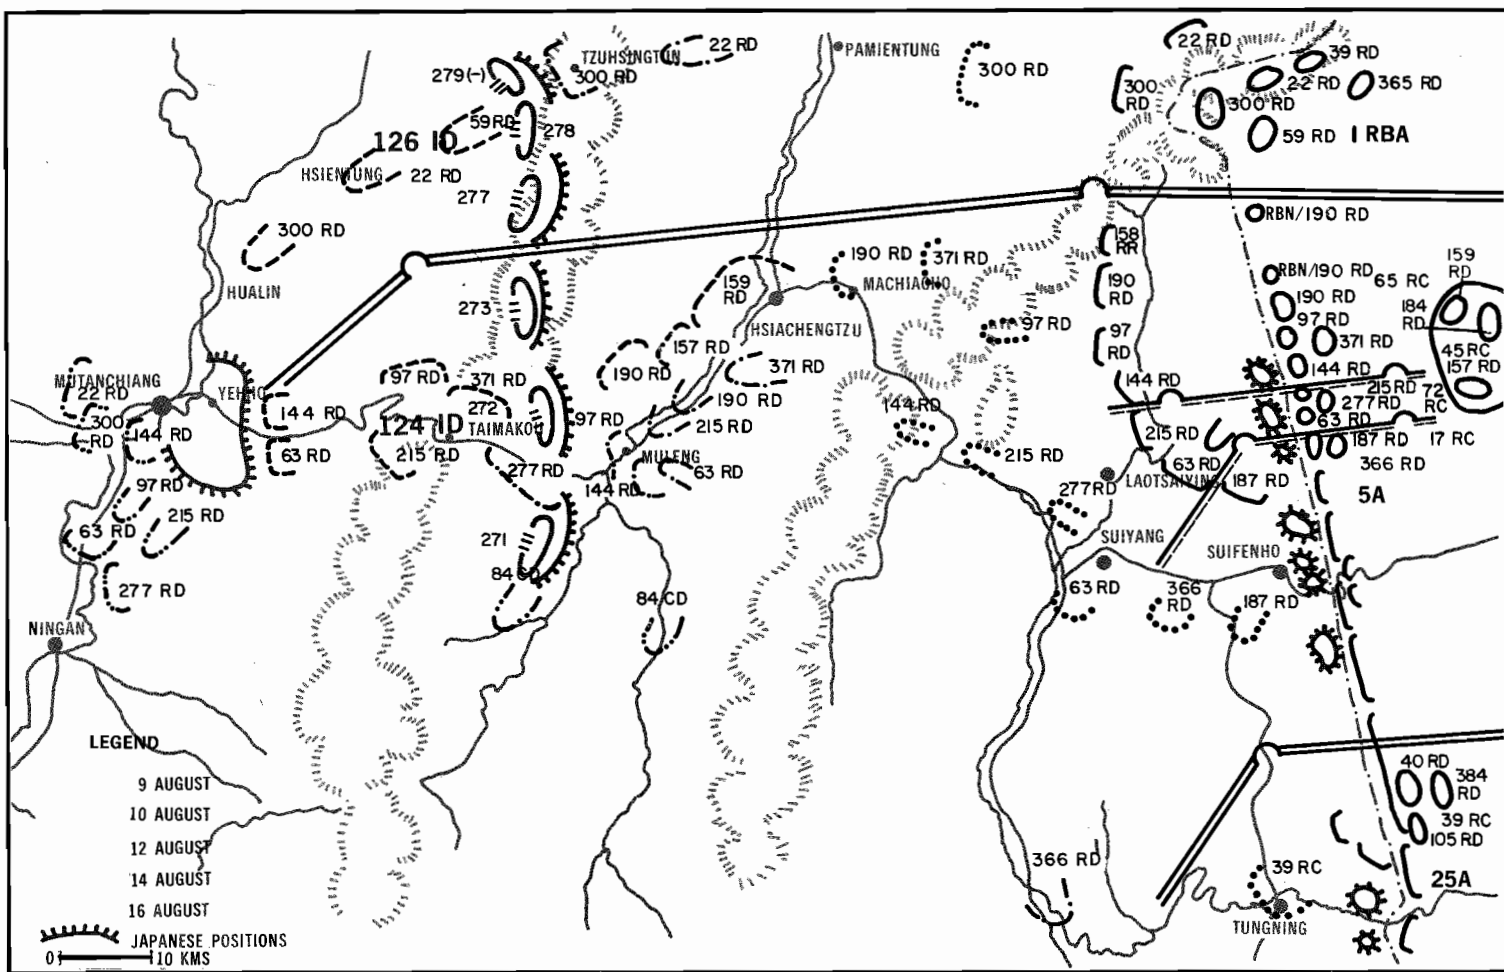 22 RD
279(-)
TZUHSINGTUN
300 RD
PAMIENTUNG
300 RD
22 RD
39 RD
300 RD
22 RD
365 RD
300 RD
59 RD
1 RBA
59 RD
278
126 ID
HSIENTUNG
22 RD
277
300 RD
HUALIN
RBN/190 RD
158 RR
190 RD
371 RD
MACHIACHO
190 RD
RBN/190 RD
65 RC
159 RD
190 RD
184 RD
97 RD
371 RD
45 RC
157 RD
144 RD
215 RD
72 RC
277 RD
63 RD
187 RD
17 RC
366 RD
5A
159 RD
HSIACHENGTZU
273
157 RD
97 RD
97 RD
190 RD
371 RD
MUTANCHIANG
22 RD
YEHHO
97 RD
371 RD
144 RD
272
124 ID
TAIMAKOU
97 RD
190 RD
215 RD
144 RD
144 RD
215 RD
300 RD
144 RD
63 RD
215 RD
277 RD
MULENG
63 RD
144 RD
215 RD
63 RD
LAOTSAIYING
187 RD
277 RD
97 RD
215 RD
63 RD
271
SUIYANG
SUIFENHO
277 RD
84 CD
84 CD
63 RD
366 RD
187 RD
NINGAN
LEGEND
9 AUGUST
10 AUGUST
12 AUGUST
14 AUGUST
16 AUGUST
JAPANESE POSITIONS
0 10 KMS
40 RD
384 RD
39 RC
105 RD
366 RD
39 RC
25A
TUNGNING